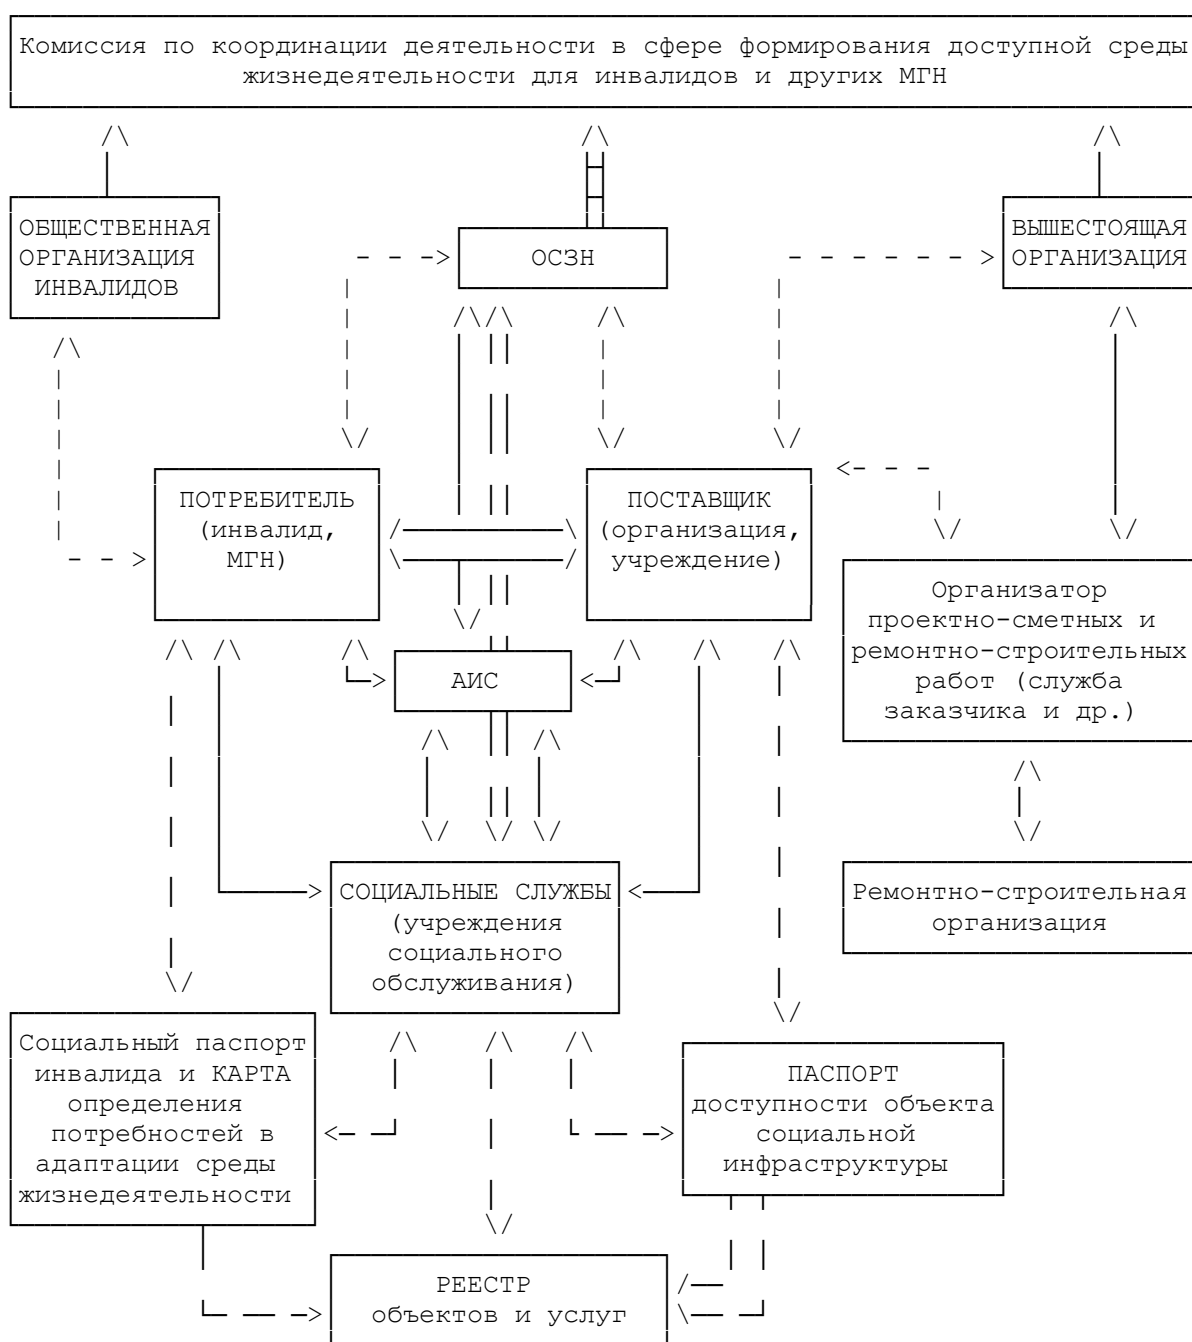 Комиссия по координации деятельности в сфере формирования доступной среды
жизнедеятельности для инвалидов и других МГН
ОБЩЕСТВЕННАЯ
ОРГАНИЗАЦИЯ
ИНВАЛИДОВ
ОСЗН
ВЫШЕСТОЯЩАЯ
ОРГАНИЗАЦИЯ
ПОТРЕБИТЕЛЬ
(инвалид,
МГН)
ПОСТАВЩИК
(организация,
учреждение)
Организатор
проектно-сметных и
ремонтно-строительных
работ (служба
заказчика и др.)
АИС
СОЦИАЛЬНЫЕ СЛУЖБЫ
(учреждения
социального
обслуживания)
Ремонтно-строительная
организация
Социальный паспорт
инвалида и КАРТА
определения
потребностей в
адаптации среды
жизнедеятельности
ПАСПОРТ
доступности объекта
социальной
инфраструктуры
РЕЕСТР
объектов и услуг